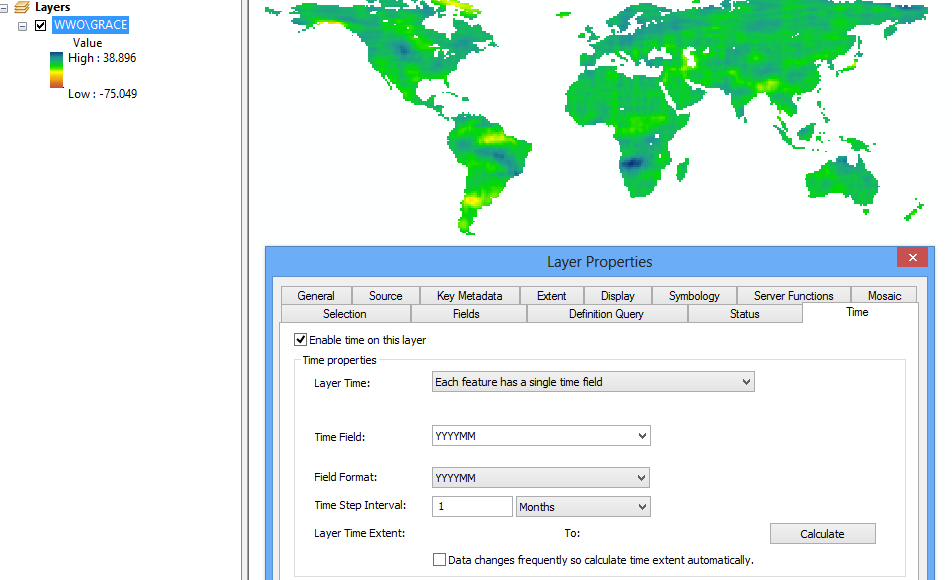 Layers
WWO\GRACE
Value
High : 38.896
Low : -75.049
Layer Properties
General Source Key Metadata Extent Display Symbology Server Functions Mosaic
Selection Fields Definition Query Status Time
Enable time on this layer
Time properties
Layer Time: Each feature has a single time field
Time Field: YYYYMM
Field Format: YYYYMM
Time Step Interval: 1 Months
Layer Time Extent: To: Calculate
Data changes frequently so calculate time extent automatically.